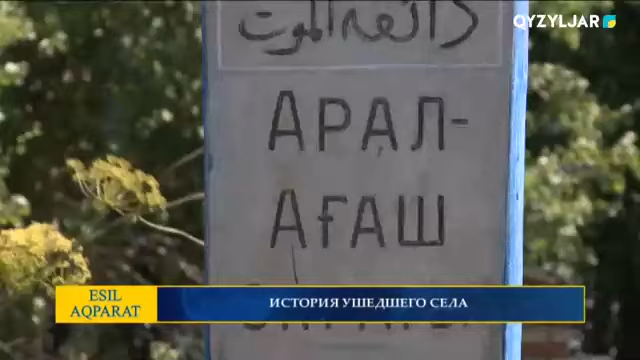 QYZYLJAR
ذائقة الموت
АРАЛ-
АҒАШ
ESIL
AQPARAT
ИСТОРИЯ УШЕДШЕГО СЕЛА